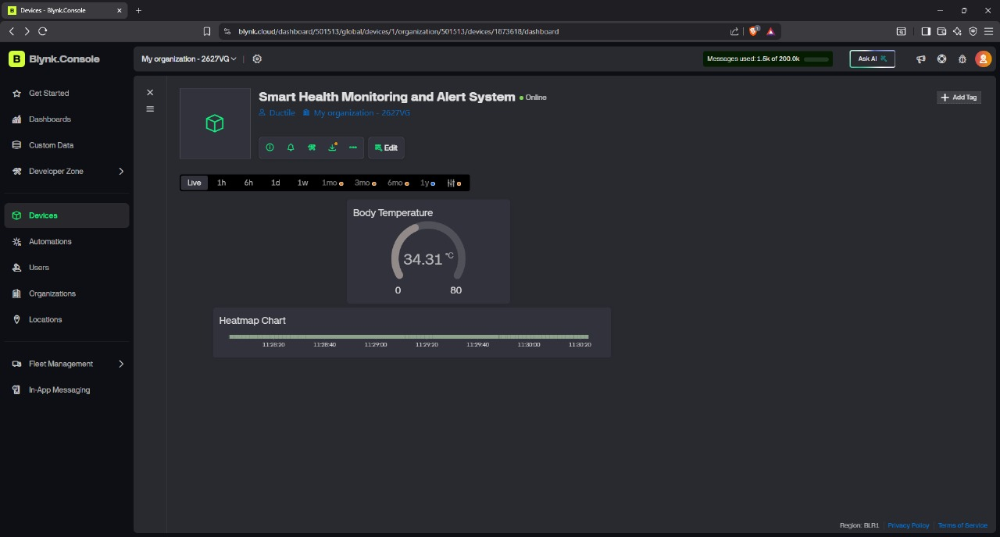 B Devices - Blynk.Console
blynk.cloud/dashboard/501513/global/devices/1/organization/501513/devices/1873618/dashboard
1
B Blynk.Console
My organization - 2627VG
Messages used: 1.5k of 200.0k
Ask AI
Get Started
Dashboards
Custom Data
Developer Zone
Devices
Automations
Users
Organizations
Locations
Fleet Management
In-App Messaging
Smart Health Monitoring and Alert System Online
Ductile My organization - 2627VG
Add Tag
Edit
Live 1h 6h 1d 1w 1mo 3mo 6mo 1y
Body Temperature
34.31 °C
0 80
Heatmap Chart
11:28:20 11:28:40 11:29:00 11:29:20 11:29:40 11:30:00 11:30:20
Region: BLR1 Privacy Policy Terms of Service